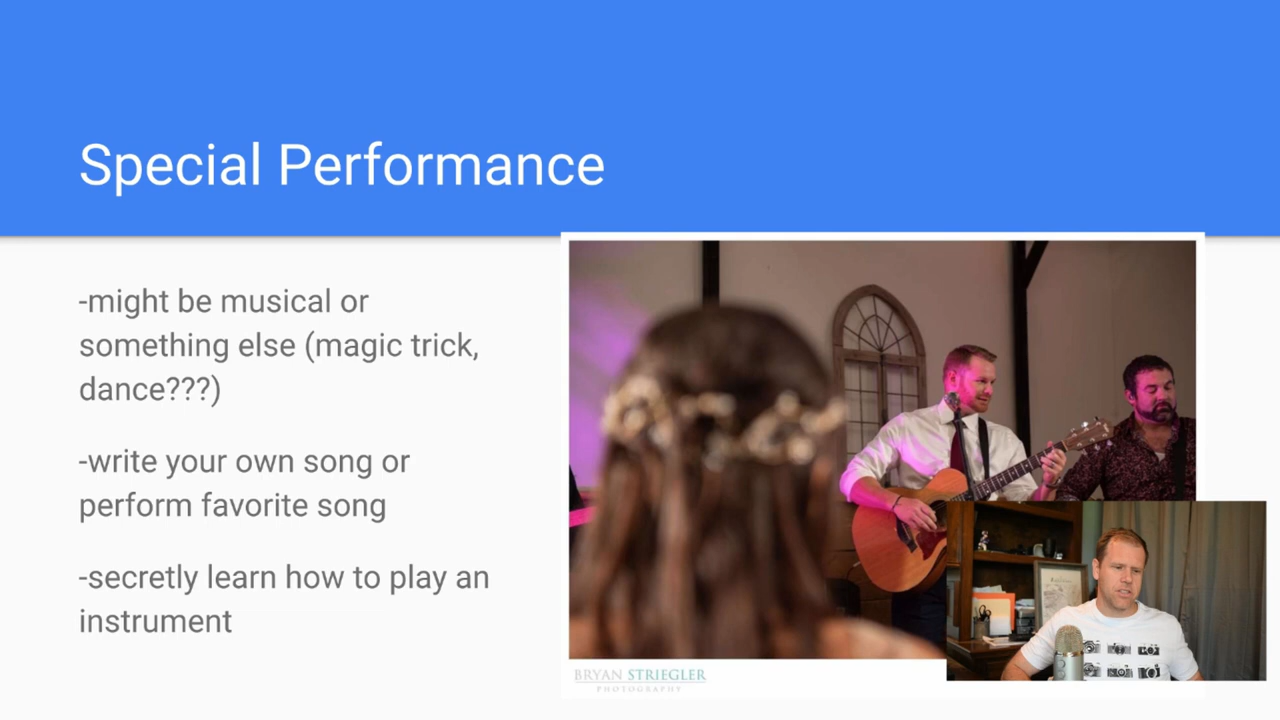 Special Performance
-might be musical or
something else (magic trick,
dance???)
-write your own song or
perform favorite song
-secretly learn how to play an
instrument
BRYAN STRIEGLER
PHOTOGRAPHY